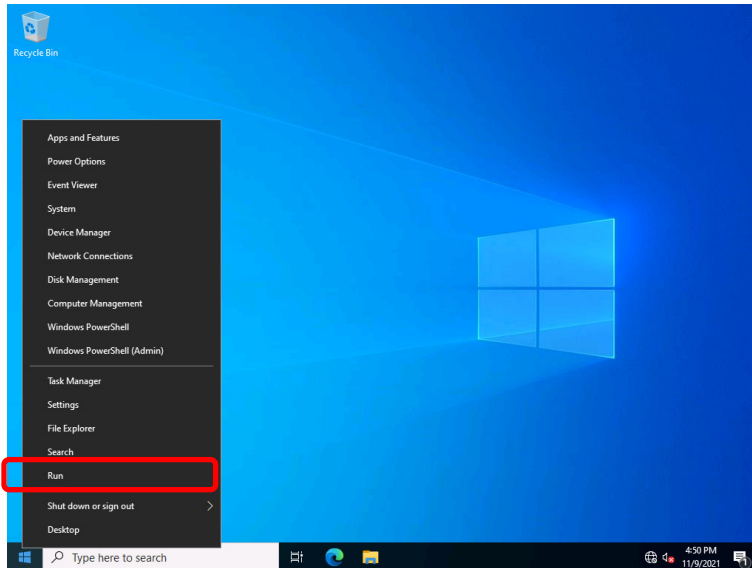 Recycle Bin
Apps and Features
Power Options
Event Viewer
System
Device Manager
Network Connections
Disk Management
Computer Management
Windows PowerShell
Windows PowerShell (Admin)
Task Manager
Settings
File Explorer
Search
Run
Shut down or sign out
Desktop
Type here to search
4:50 PM
11/9/2021